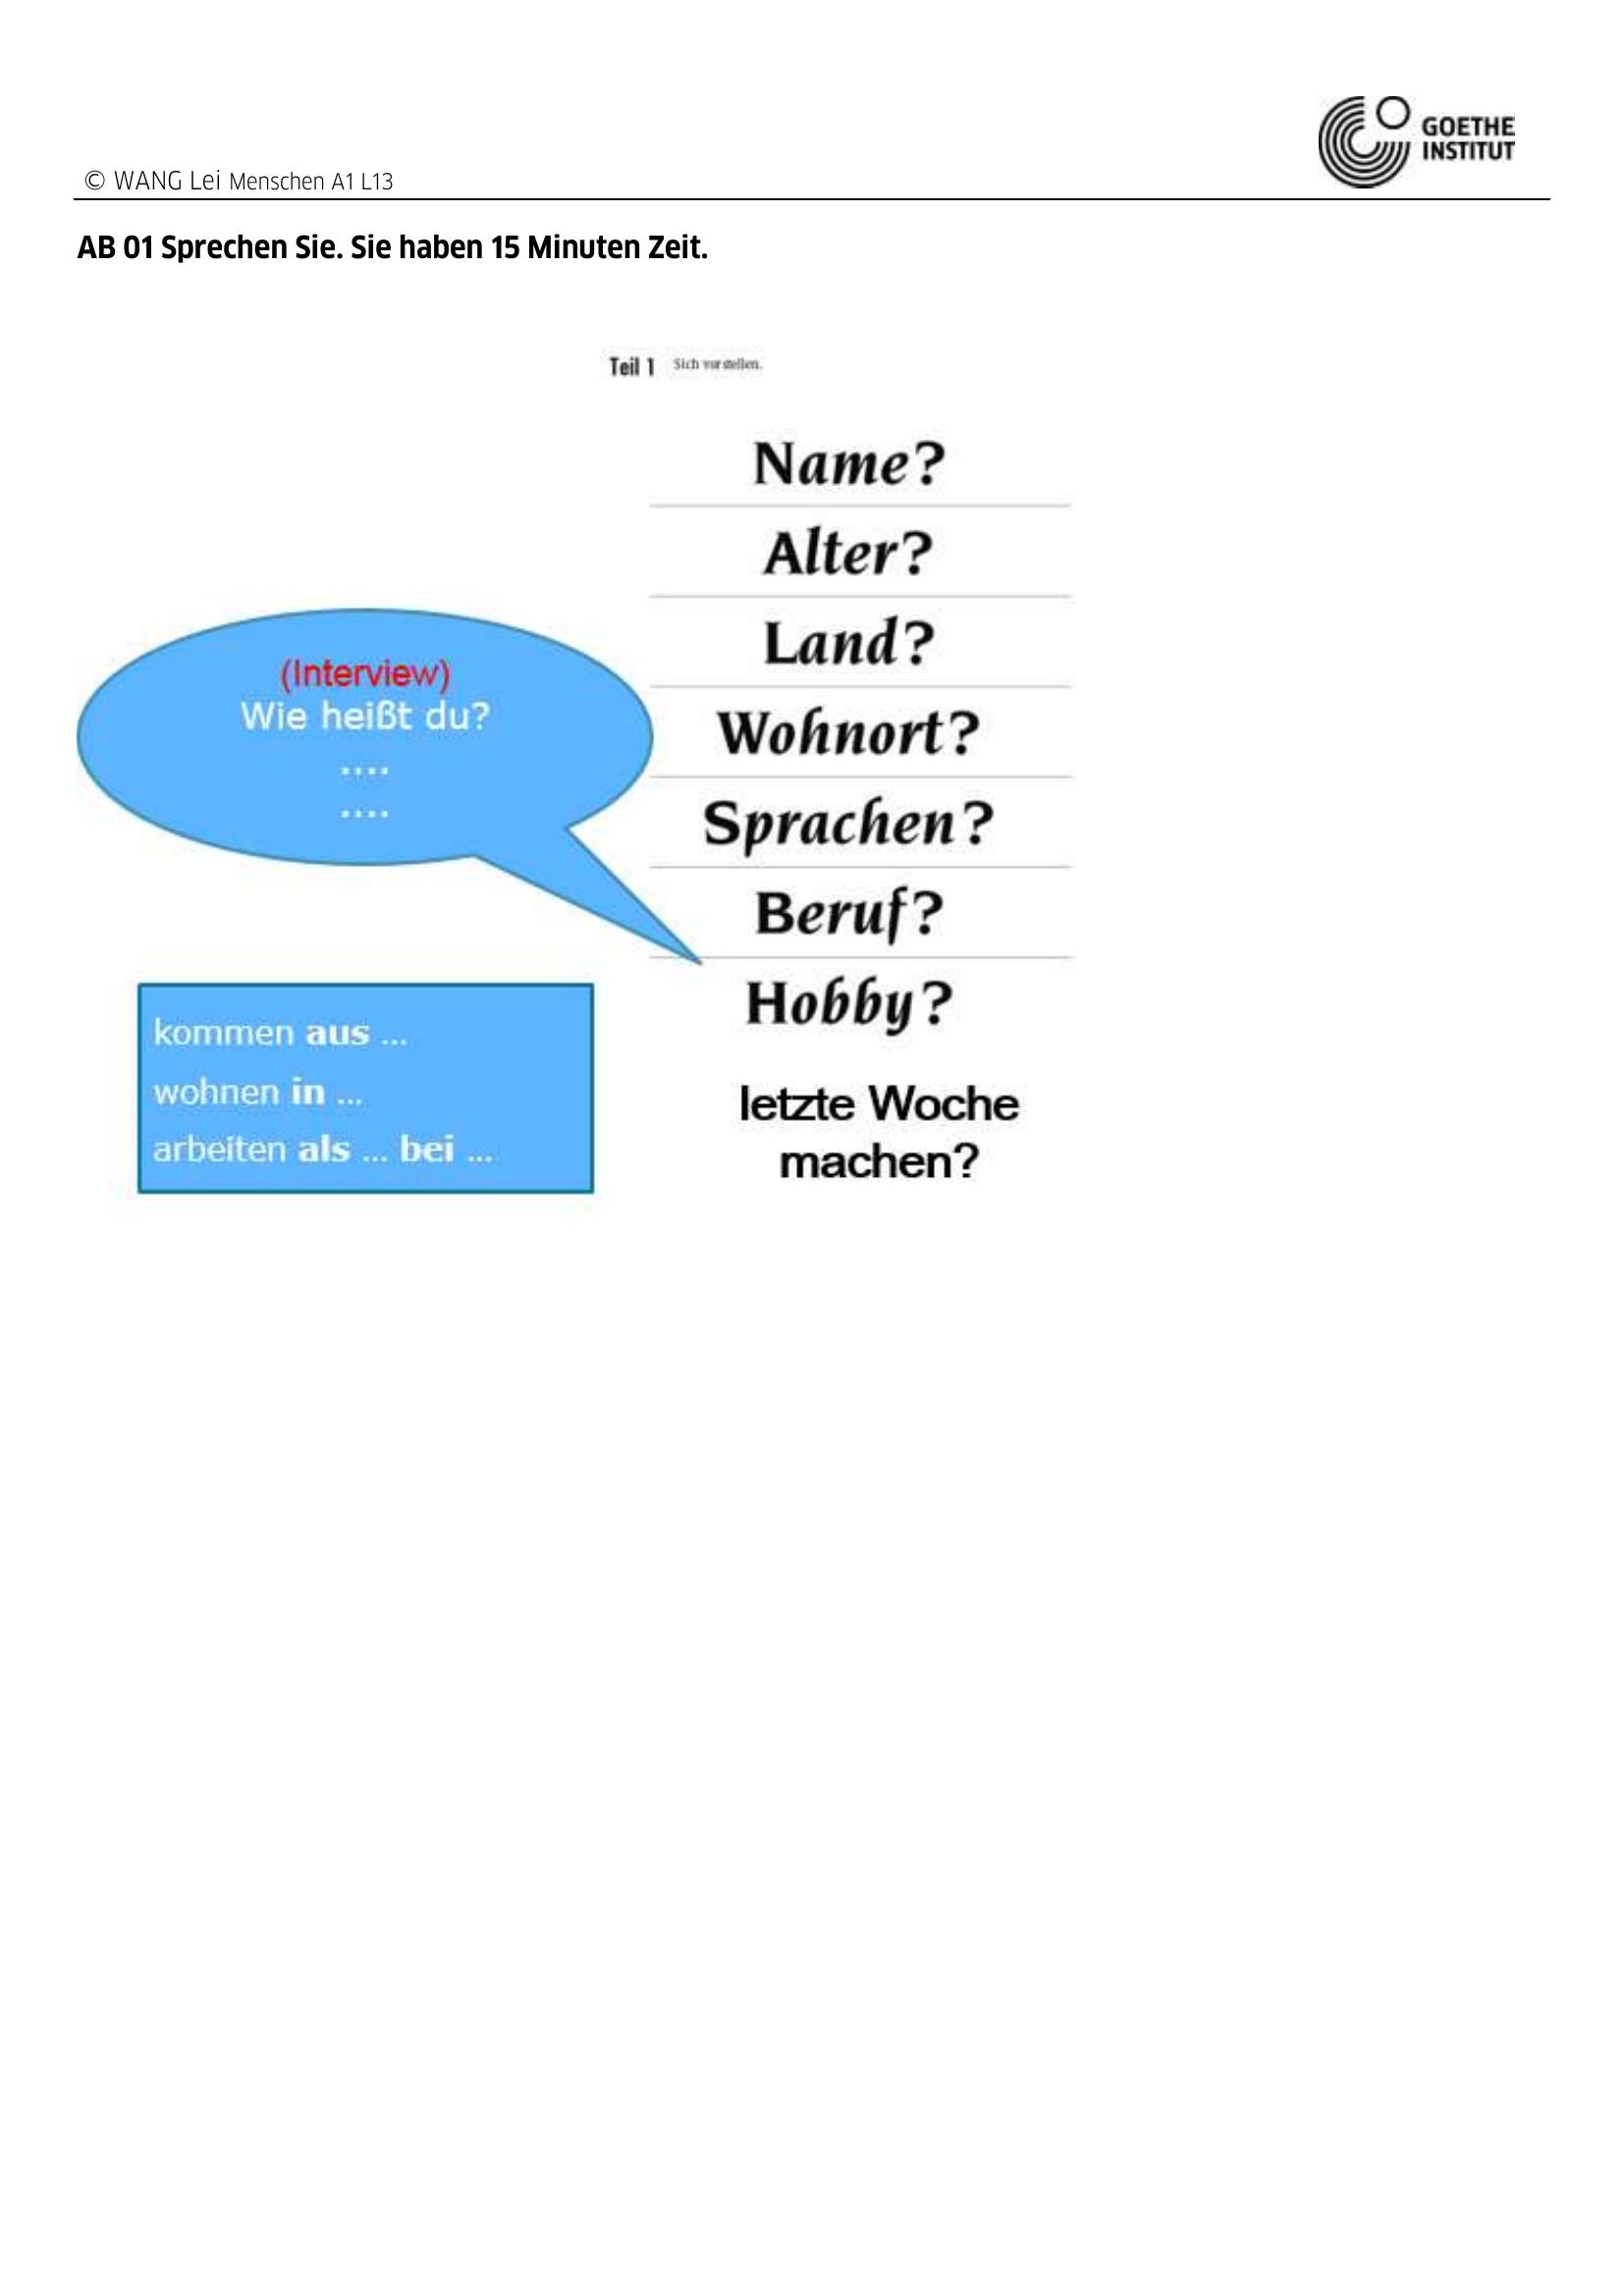 © WANG Lei Menschen A1 L13
GOETHE
INSTITUT
AB 01 Sprechen Sie. Sie haben 15 Minuten Zeit.
Teil 1 Sich vorstellen.
Name?
Alter?
Land?
Wohnort?
Sprachen?
Beruf?
Hobby?
letzte Woche
machen?
(Interview)
Wie heißt du?
....
....
kommen aus ...
wohnen in ...
arbeiten als ... bei ...